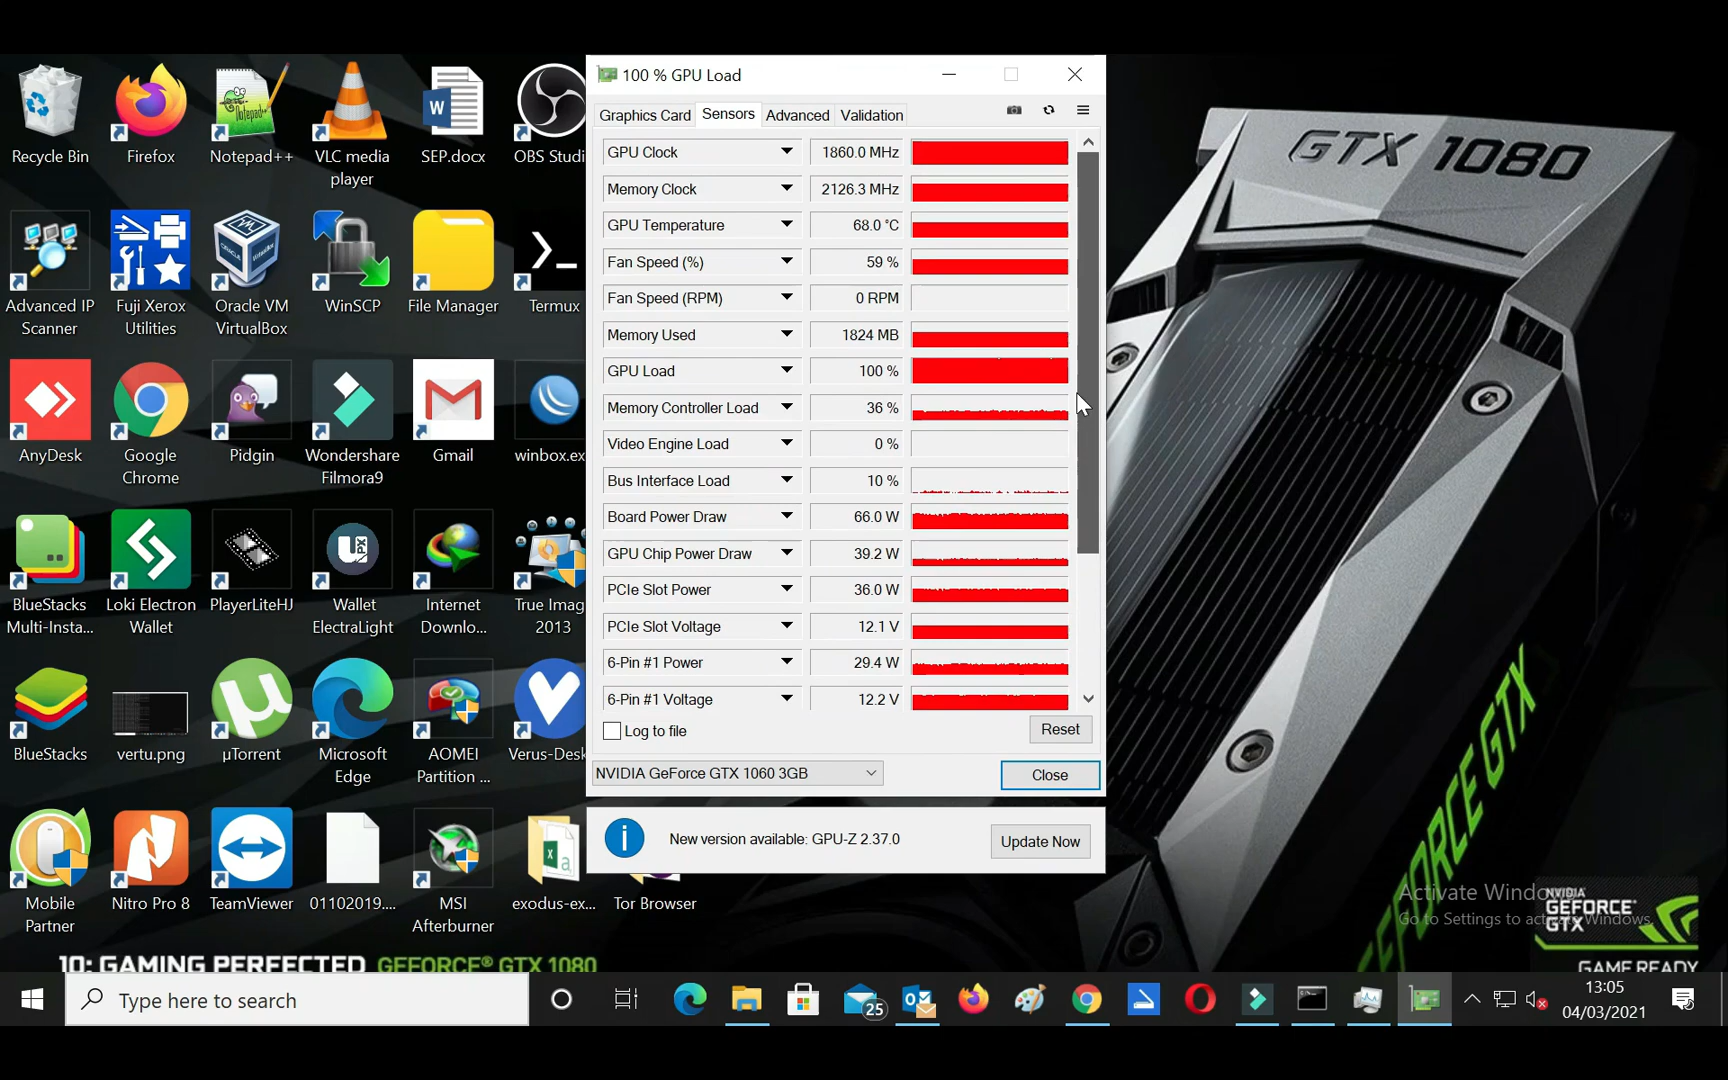 Recycle Bin
Firefox
Notepad++
VLC media
player
SEP.docx
OBS Studi
Advanced IP
Scanner
Fuji Xerox
Utilities
Oracle VM
VirtualBox
WinSCP
File Manager
Termux
AnyDesk
Google
Chrome
Pidgin
Wondershare
Filmora9
Gmail
winbox.ex
BlueStacks
Multi-Insta...
Loki Electron
Wallet
PlayerLiteHJ
Wallet
ElectraLight
Internet
Downlo...
True Imag
2013
BlueStacks
vertu.png
µTorrent
Microsoft
Edge
AOMEI
Partition ...
Verus-Desk
Mobile
Partner
Nitro Pro 8
TeamViewer
01102019....
MSI
Afterburner
exodus-ex...
Tor Browser
100 % GPU Load
Graphics Card
Sensors
Advanced
Validation
GPU Clock 1860.0 MHz
Memory Clock 2126.3 MHz
GPU Temperature 68.0 °C
Fan Speed (%) 59 %
Fan Speed (RPM) 0 RPM
Memory Used 1824 MB
GPU Load 100 %
Memory Controller Load 36 %
Video Engine Load 0 %
Bus Interface Load 10 %
Board Power Draw 66.0 W
GPU Chip Power Draw 39.2 W
PCIe Slot Power 36.0 W
PCIe Slot Voltage 12.1 V
6-Pin #1 Power 29.4 W
6-Pin #1 Voltage 12.2 V
Log to file
Reset
NVIDIA GeForce GTX 1060 3GB
Close
New version available: GPU-Z 2.37.0
Update Now
GTX 1080
GEFORCE GTX
Activate Windo
Go to Settings to activate Windows.
NVIDIA
GEFORCE
GTX
GAME READY
10: GAMING PERFECTED GEFORCE® GTX 1080
Type here to search
25
13:05
04/03/2021